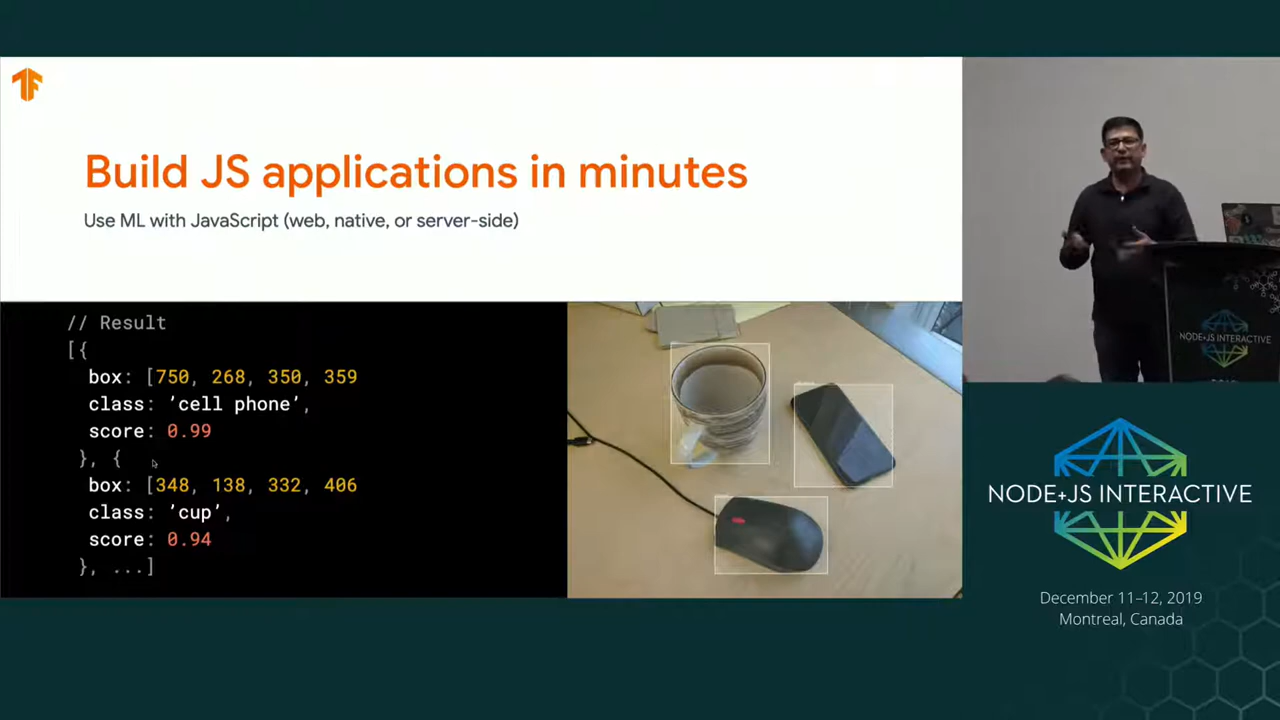 Build JS applications in minutes
Use ML with JavaScript (web, native, or server-side)
// Result
[{
box: [750, 268, 350, 359
class: ’cell phone’,
score: 0.99
}, {
box: [348, 138, 332, 406
class: ’cup’,
score: 0.94
}, ...]
NODE+JS INTERACTIVE
NODE+JS INTERACTIVE
December 11–12, 2019
Montreal, Canada